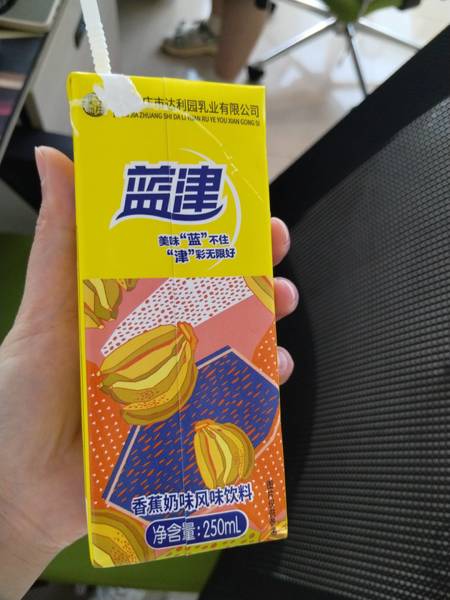 庄市达利园乳业有限公司
JIA ZHUANG SHI DA LI YUAN RU YE YOU XIAN GONG SI
蓝津
美味“蓝”不住
“津”彩无限好
香蕉奶味风味饮料
净含量:250mL